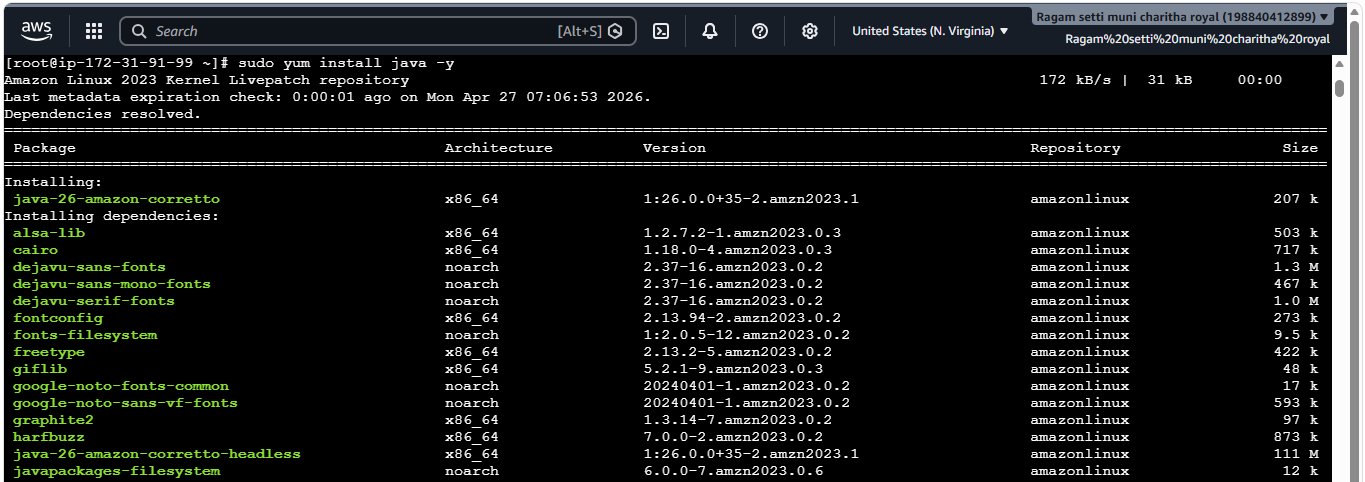 aws
Search [Alt+S]
United States (N. Virginia) ▼
Ragam setti muni charitha royal (198840412899) ▼
Ragam%20setti%20muni%20charitha%20royal
[root@ip-172-31-91-99 ~]# sudo yum install java -y
Amazon Linux 2023 Kernel Livepatch repository 172 kB/s | 31 kB 00:00
Last metadata expiration check: 0:00:01 ago on Mon Apr 27 07:06:53 2026.
Dependencies resolved.
Package Architecture Version Repository Size
Installing:
java-26-amazon-corretto x86_64 1:26.0.0+35-2.amzn2023.1 amazonlinux 207 k
Installing dependencies:
alsa-lib x86_64 1.2.7.2-1.amzn2023.0.3 amazonlinux 503 k
cairo x86_64 1.18.0-4.amzn2023.0.3 amazonlinux 717 k
dejavu-sans-fonts noarch 2.37-16.amzn2023.0.2 amazonlinux 1.3 M
dejavu-sans-mono-fonts noarch 2.37-16.amzn2023.0.2 amazonlinux 467 k
dejavu-serif-fonts noarch 2.37-16.amzn2023.0.2 amazonlinux 1.0 M
fontconfig x86_64 2.13.94-2.amzn2023.0.2 amazonlinux 273 k
fonts-filesystem noarch 1:2.0.5-12.amzn2023.0.2 amazonlinux 9.5 k
freetype x86_64 2.13.2-5.amzn2023.0.2 amazonlinux 422 k
giflib x86_64 5.2.1-9.amzn2023.0.3 amazonlinux 48 k
google-noto-fonts-common noarch 20240401-1.amzn2023.0.2 amazonlinux 17 k
google-noto-sans-vf-fonts noarch 20240401-1.amzn2023.0.2 amazonlinux 593 k
graphite2 x86_64 1.3.14-7.amzn2023.0.2 amazonlinux 97 k
harfbuzz x86_64 7.0.0-2.amzn2023.0.2 amazonlinux 873 k
java-26-amazon-corretto-headless x86_64 1:26.0.0+35-2.amzn2023.1 amazonlinux 111 M
javapackages-filesystem noarch 6.0.0-7.amzn2023.0.6 amazonlinux 12 k